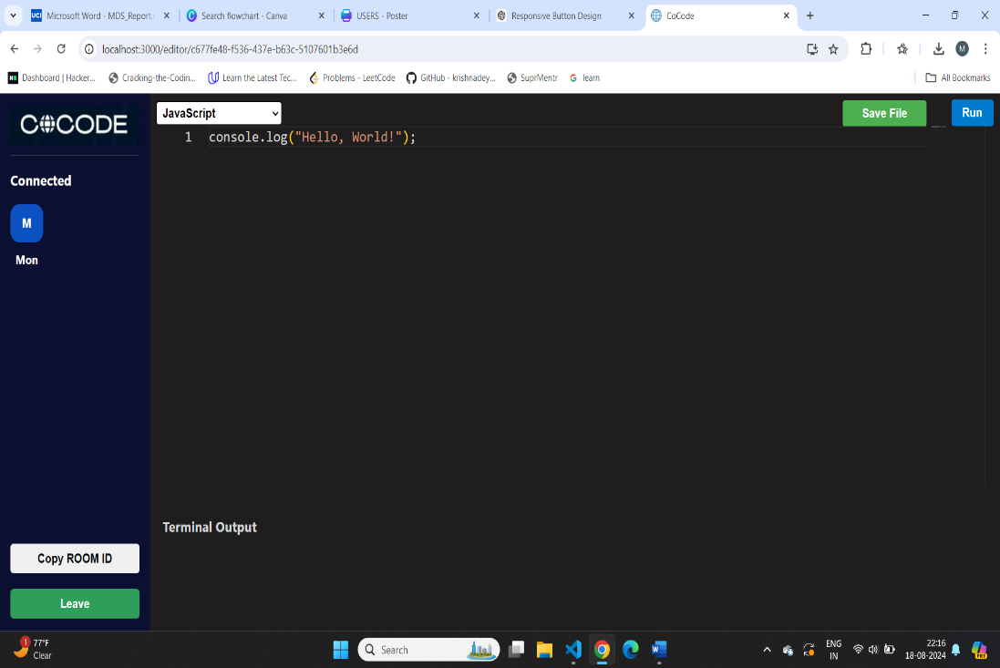 UCI Microsoft Word - MDS_Report.
Search flowchart - Canva
USERS - Poster
Responsive Button Design
CoCode
localhost:3000/editor/c677fe48-f536-437e-b63c-5107601b3e6d
M
Dashboard | Hacker...
Cracking-the-Codin...
Learn the Latest Tec...
Problems - LeetCode
GitHub - krishnadey...
SuprMentr
learn
All Bookmarks
COCODE
JavaScript
Save File
Run
1 console.log("Hello, World!");
Connected
M
Mon
Terminal Output
Copy ROOM ID
Leave
1
77°F
Clear
Search
ENG
IN
22:16
18-08-2024
PRE